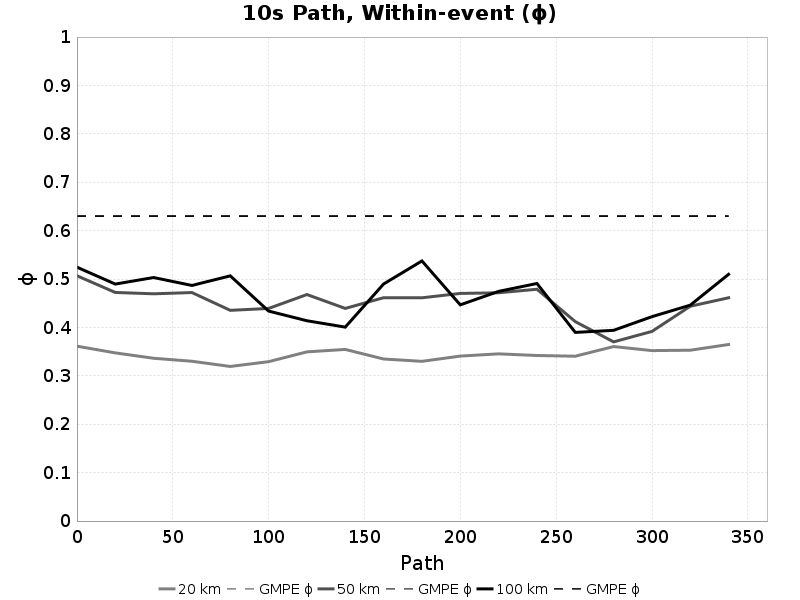 10s Path, Within-event (ϕ)
1
0.9
0.8
0.7
0.6
0.5
0.4
0.3
0.2
0.1
0
ϕ
0 50 100 150 200 250 300 350
Path
20 km GMPE ϕ 50 km GMPE ϕ 100 km GMPE ϕ